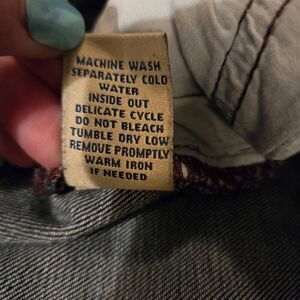 MACHINE WASH
SEPARATELY COLD
WATER
INSIDE OUT
DELICATE CYCLE
DO NOT BLEACH
TUMBLE DRY LOW
REMOVE PROMPTLY
WARM IRON
IF NEEDED